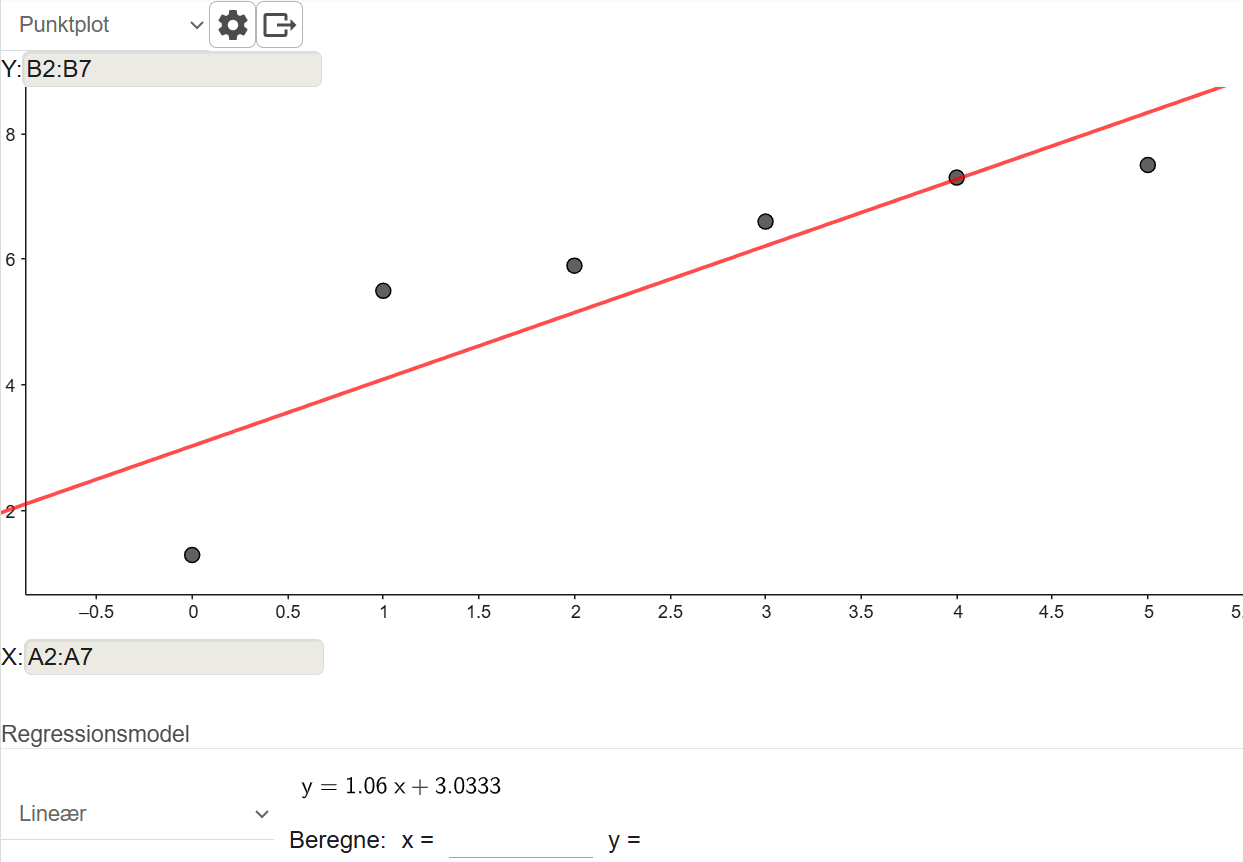 Punktplot
Y: B2:B7
8
6
4
2
–0.5 0 0.5 1 1.5 2 2.5 3 3.5 4 4.5 5 5.
X: A2:A7
Regressionsmodel
y = 1.06 x + 3.0333
Lineær
Beregne: x = y =